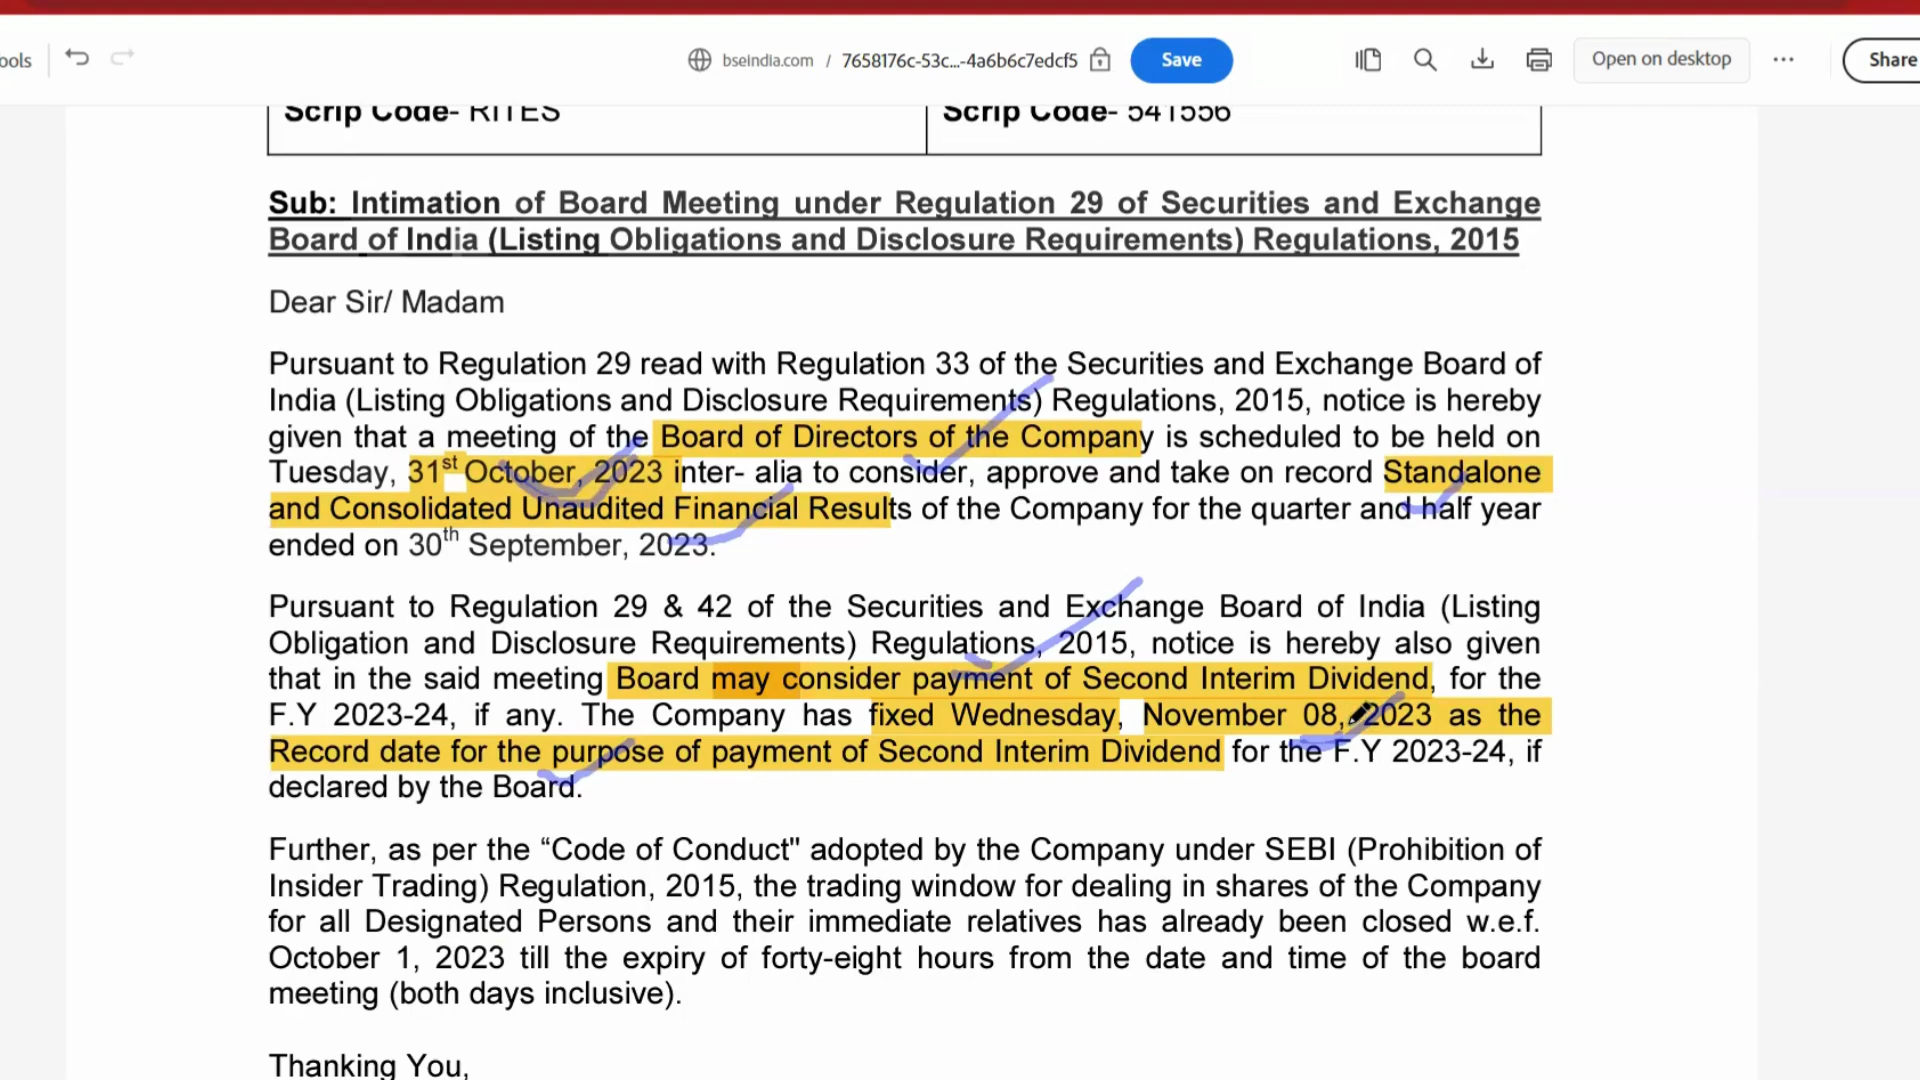 ools
bseindia.com / 7658176c-53c...-4a6b6c7edcf5 Save Open on desktop Share
Scrip Code- RITES Scrip Code- 541556
Sub: Intimation of Board Meeting under Regulation 29 of Securities and Exchange
Board of India (Listing Obligations and Disclosure Requirements) Regulations, 2015
Dear Sir/ Madam
Pursuant to Regulation 29 read with Regulation 33 of the Securities and Exchange Board of
India (Listing Obligations and Disclosure Requirements) Regulations, 2015, notice is hereby
given that a meeting of the Board of Directors of the Company is scheduled to be held on
Tuesday, 31st October, 2023 inter- alia to consider, approve and take on record Standalone
and Consolidated Unaudited Financial Results of the Company for the quarter and half year
ended on 30th September, 2023.
Pursuant to Regulation 29 & 42 of the Securities and Exchange Board of India (Listing
Obligation and Disclosure Requirements) Regulations, 2015, notice is hereby also given
that in the said meeting Board may consider payment of Second Interim Dividend, for the
F.Y 2023-24, if any. The Company has fixed Wednesday, November 08, 2023 as the
Record date for the purpose of payment of Second Interim Dividend for the F.Y 2023-24, if
declared by the Board.
Further, as per the “Code of Conduct" adopted by the Company under SEBI (Prohibition of
Insider Trading) Regulation, 2015, the trading window for dealing in shares of the Company
for all Designated Persons and their immediate relatives has already been closed w.e.f.
October 1, 2023 till the expiry of forty-eight hours from the date and time of the board
meeting (both days inclusive).
Thanking You,